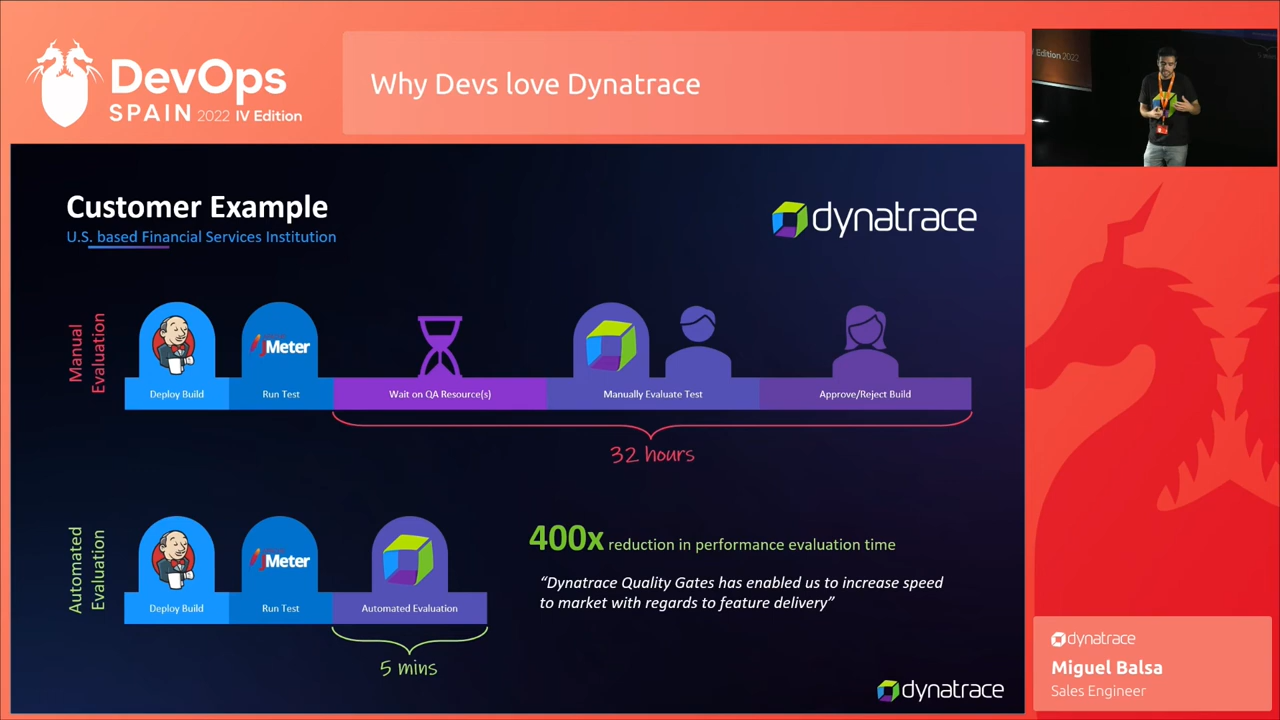 DevOps
SPAIN 2022 IV Edition
Why Devs love Dynatrace
Edition 2022
Customer Example
U.S. based Financial Services Institution
dynatrace
Manual
Evaluation
Meter
Deploy Build
Run Test
Wait on QA Resource(s)
Manually Evaluate Test
Approve/Reject Build
32 hours
Automated
Evaluation
Meter
Deploy Build
Run Test
Automated Evaluation
5 mins
400x reduction in performance evaluation time
“Dynatrace Quality Gates has enabled us to increase speed
to market with regards to feature delivery”
dynatrace
dynatrace
Miguel Balsa
Sales Engineer